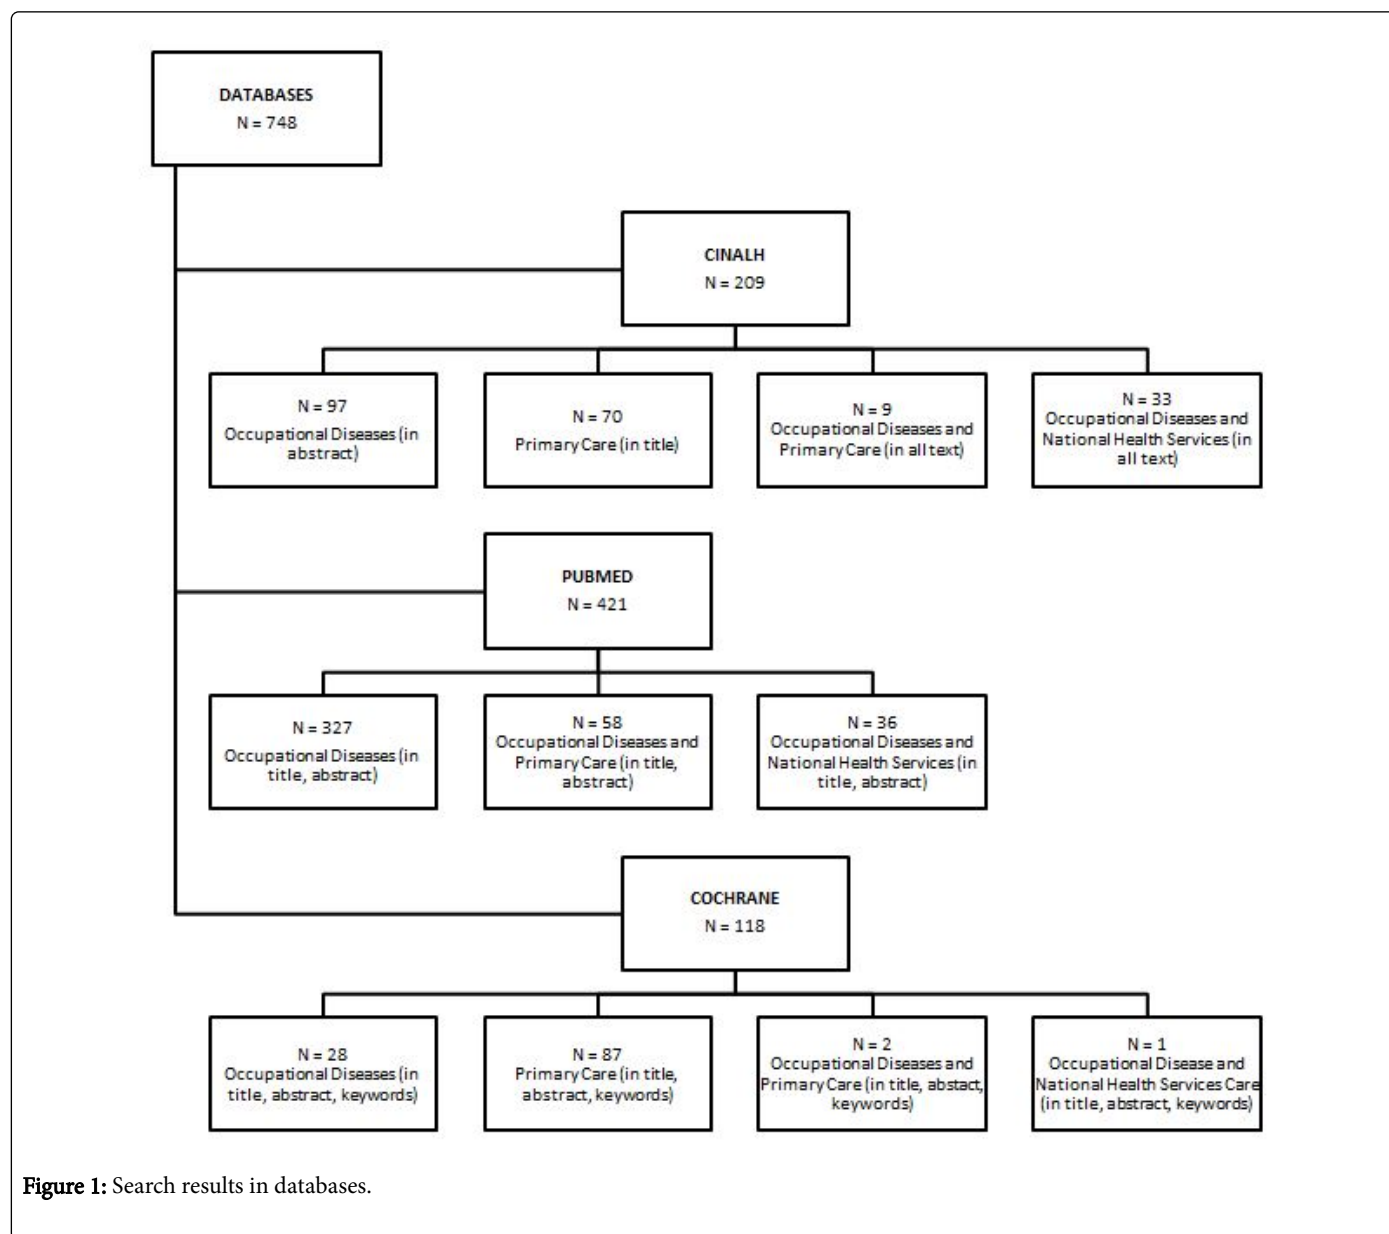 DATABASES
N = 748
CINALH
N = 209
N = 97
Occupational Diseases (in
abstract)
N = 70
Primary Care (in title)
N = 9
Occupational Diseases and
Primary Care (in all text)
N = 33
Occupational Diseases and
National Health Services (in
all text)
PUBMED
N = 421
N = 327
Occupational Diseases (in
title, abstract)
N = 58
Occupational Diseases and
Primary Care (in title,
abstract)
N = 36
Occupational Diseases and
National Health Services (in
title, abstract)
COCHRANE
N = 118
N = 28
Occupational Diseases (in
title, abstract, keywords)
N = 87
Primary Care (in title,
abstract, keywords)
N = 2
Occupational Diseases and
Primary Care (in title, abstact,
keywords)
N = 1
Occupational Disease and
National Health Services Care
(in title, abstract, keywords)
Figure 1: Search results in databases.